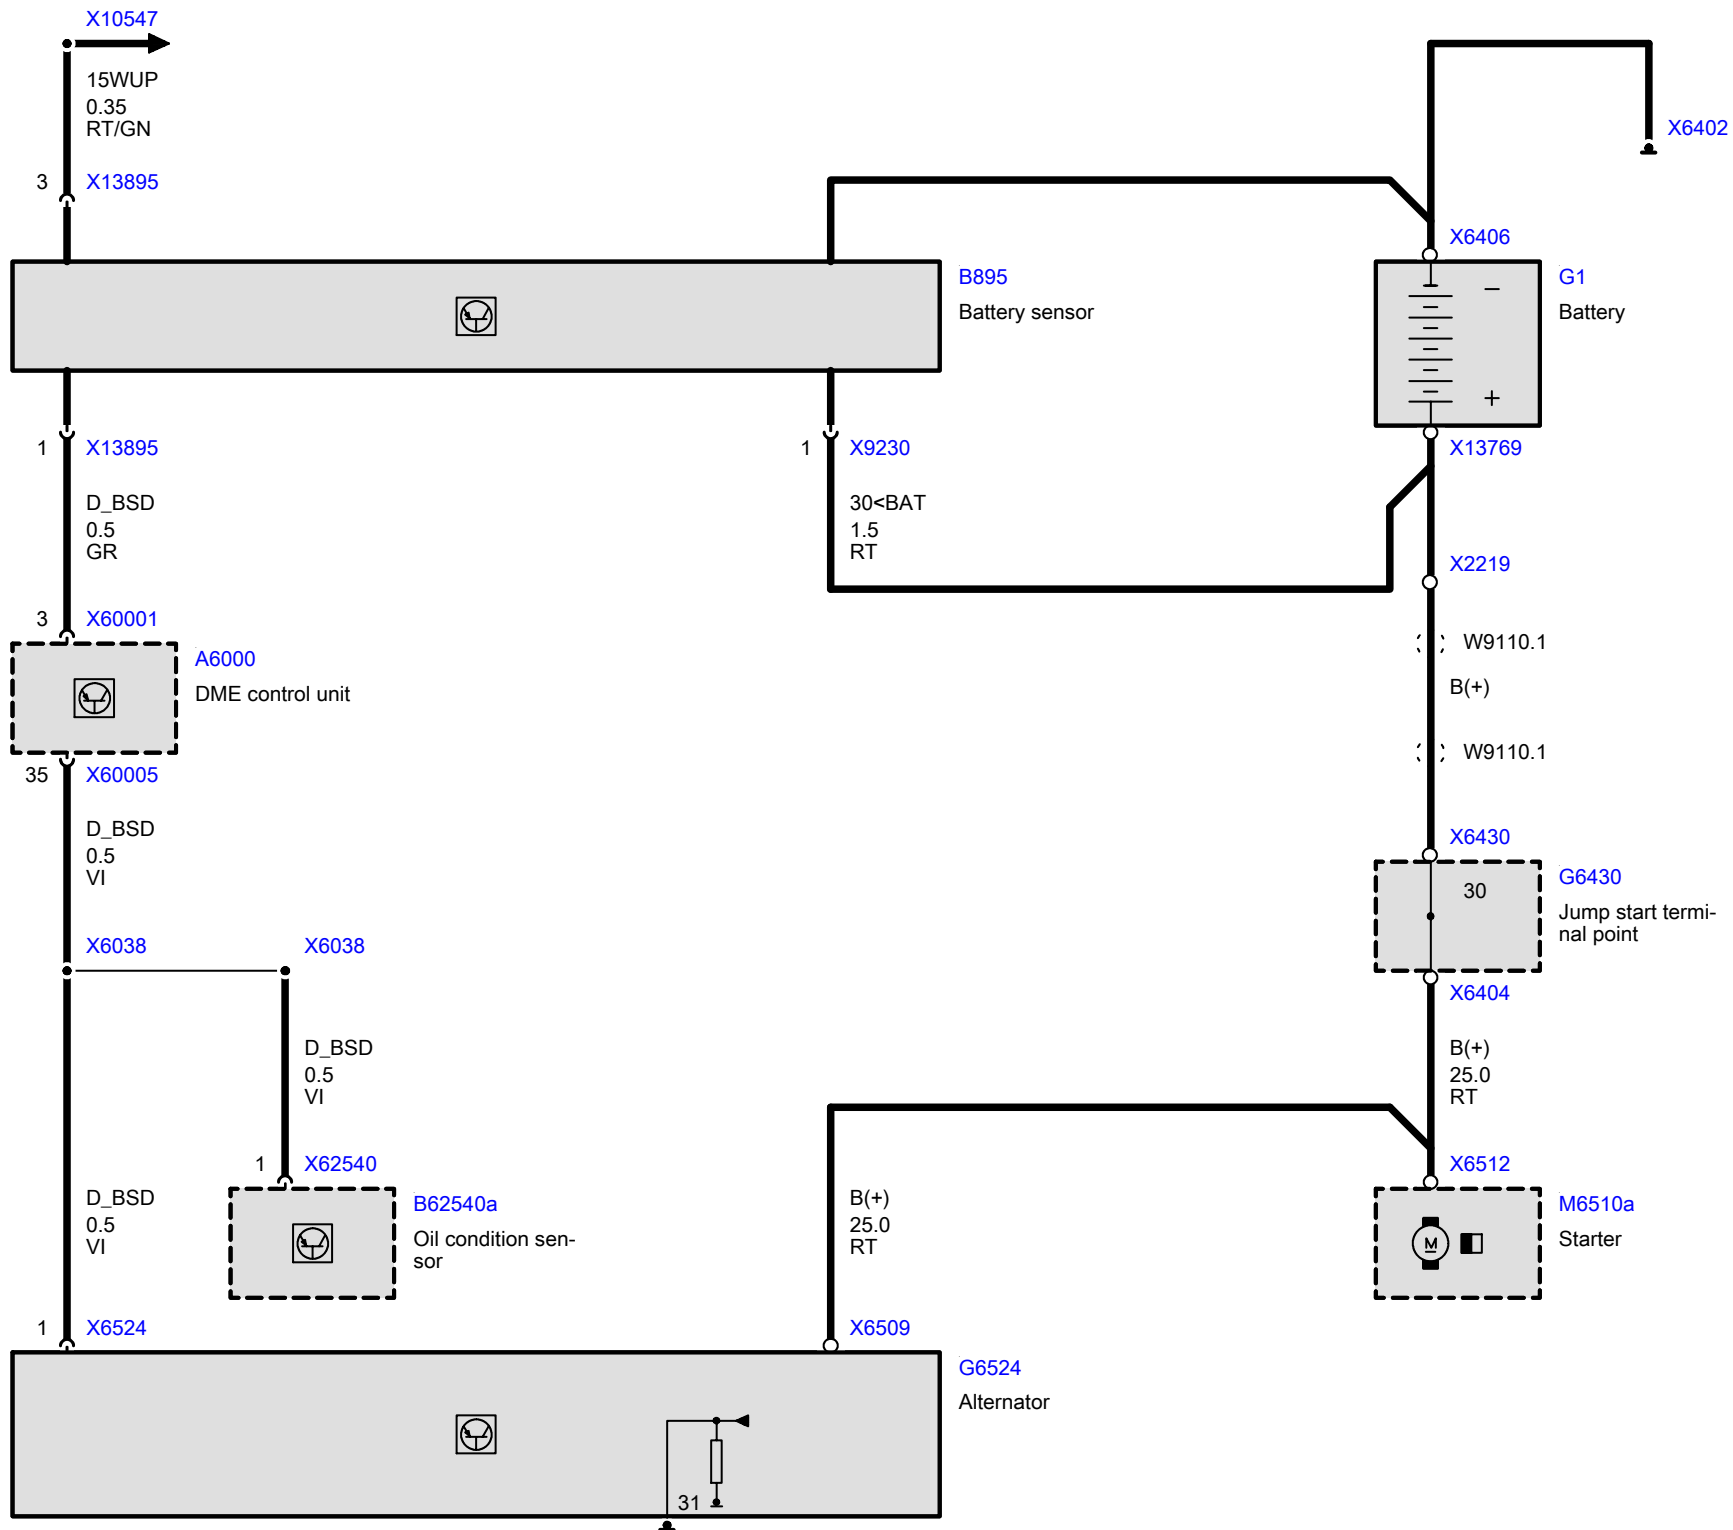 X10547
15WUP
0.35
RT/GN
X6402
3 X13895
X6406
B895
Battery sensor
G1
Battery
−
+
1 X13895
1 X9230
X13769
D_BSD
0.5
GR
30<BAT
1.5
RT
X2219
3 X60001
A6000
DME control unit
W9110.1
B(+)
W9110.1
35 X60005
D_BSD
0.5
VI
X6430
30
G6430
Jump start termi-
nal point
X6038
X6038
X6404
D_BSD
0.5
VI
B(+)
25.0
RT
1 X62540
X6512
D_BSD
0.5
VI
B62540a
Oil condition sen-
sor
B(+)
25.0
RT
M
M6510a
Starter
1 X6524
X6509
G6524
Alternator
31